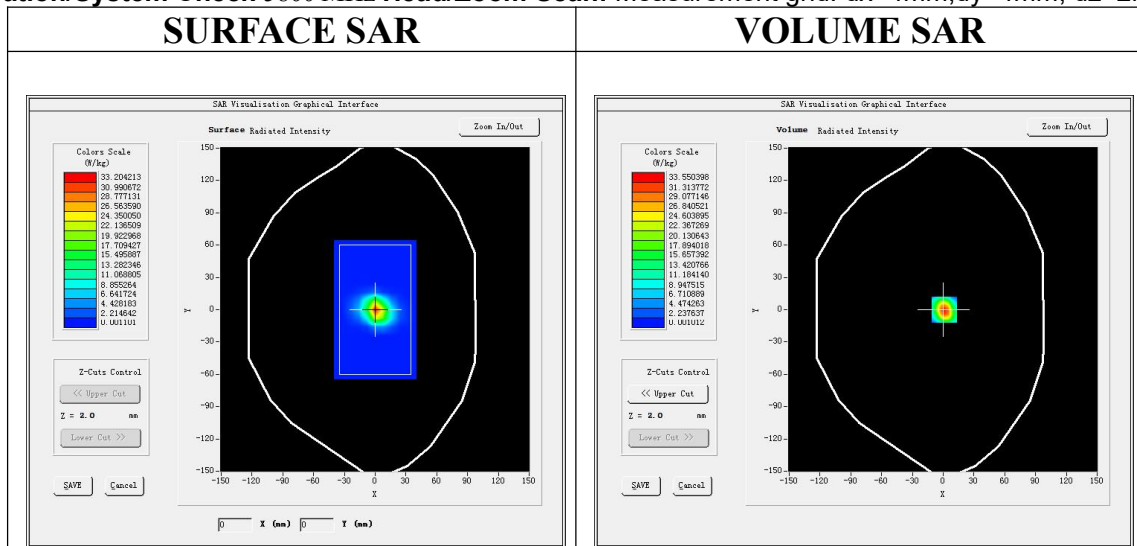 SURFACE SAR
VOLUME SAR
SAR Visualisation Graphical Interface
Surface Radiated Intensity
Zoom In/Out
Colors Scale
(W/kg)
33.204213
30.990672
28.777131
26.563590
24.350050
22.136509
19.922968
17.709427
15.495887
13.282346
11.068805
8.855264
6.641724
4.428183
2.214642
0.001101
150
120
90
60
30
0
-30
-60
-90
-120
-150
Y
-150 -120 -90 -60 -30 0 30 60 90 120 150
X
Z-Cuts Control
<< Upper Cut
Z = 2.0 mm
Lower Cut >>
SAVE Cancel
0 X (mm) 0 Y (mm)
SAR Visualisation Graphical Interface
Volume Radiated Intensity
Zoom In/Out
Colors Scale
(W/kg)
33.550398
31.313772
29.077146
26.840521
24.603895
22.367269
20.130643
17.894018
15.657392
13.420766
11.184140
8.947515
6.710889
4.474263
2.237637
0.001012
150
120
90
60
30
0
-30
-60
-90
-120
-150
Y
-150 -120 -90 -60 -30 0 30 60 90 120 150
X
Z-Cuts Control
<< Upper Cut
Z = 2.0 mm
Lower Cut >>
SAVE Cancel